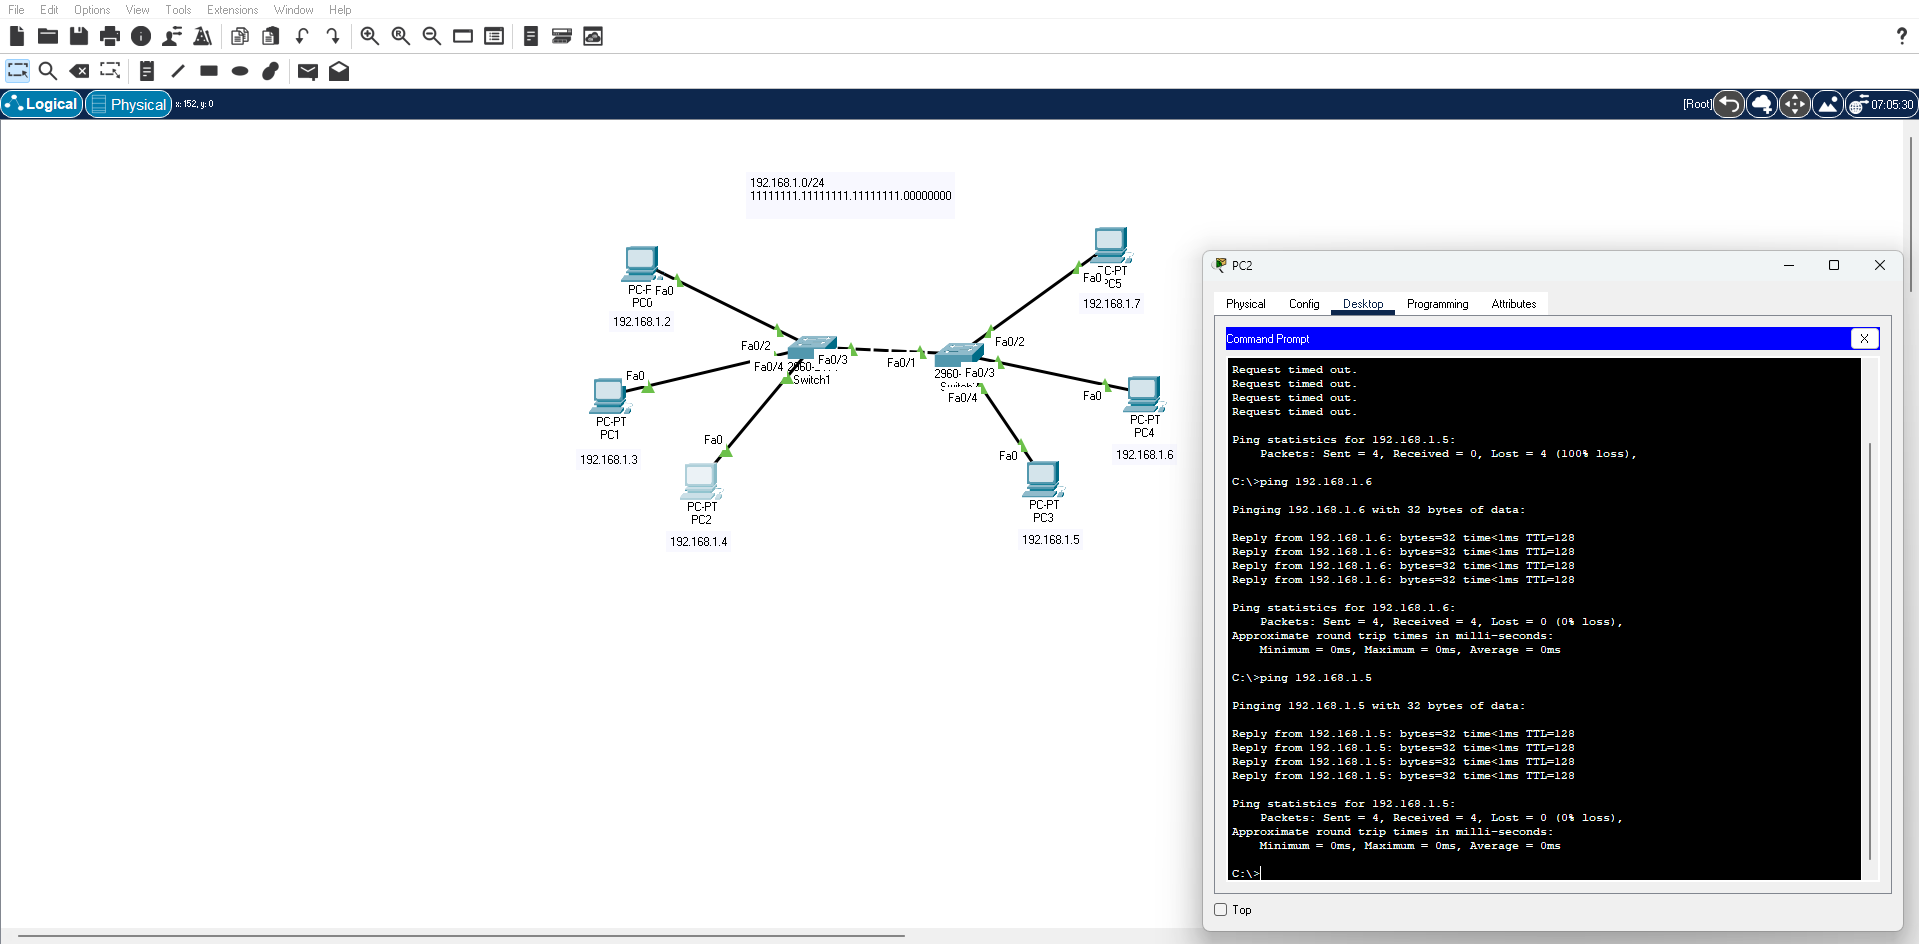 File Edit Options View Tools Extensions Window Help
?
Logical Physical x: 152, y: 0
[Root] 07:05:30
192.168.1.0/24
11111111.11111111.11111111.00000000
Fa0
PC0
192.168.1.2
Fa0
PC-PT
PC1
192.168.1.3
Fa0
PC-PT
PC2
192.168.1.4
Fa0/2
Fa0/4
Fa0/3
Switch1
Fa0/1
Fa0/2
2960-
Fa0/3
Fa0/4
Fa0
PC5
192.168.1.7
Fa0
PC-PT
PC4
192.168.1.6
Fa0
PC-PT
PC3
192.168.1.5
PC2
Physical Config Desktop Programming Attributes
Command Prompt X
Request timed out.
Request timed out.
Request timed out.
Request timed out.
Ping statistics for 192.168.1.5:
Packets: Sent = 4, Received = 0, Lost = 4 (100% loss),
C:\>ping 192.168.1.6
Pinging 192.168.1.6 with 32 bytes of data:
Reply from 192.168.1.6: bytes=32 time<1ms TTL=128
Reply from 192.168.1.6: bytes=32 time<1ms TTL=128
Reply from 192.168.1.6: bytes=32 time<1ms TTL=128
Reply from 192.168.1.6: bytes=32 time<1ms TTL=128
Ping statistics for 192.168.1.6:
Packets: Sent = 4, Received = 4, Lost = 0 (0% loss),
Approximate round trip times in milli-seconds:
Minimum = 0ms, Maximum = 0ms, Average = 0ms
C:\>ping 192.168.1.5
Pinging 192.168.1.5 with 32 bytes of data:
Reply from 192.168.1.5: bytes=32 time<1ms TTL=128
Reply from 192.168.1.5: bytes=32 time<1ms TTL=128
Reply from 192.168.1.5: bytes=32 time<1ms TTL=128
Reply from 192.168.1.5: bytes=32 time<1ms TTL=128
Ping statistics for 192.168.1.5:
Packets: Sent = 4, Received = 4, Lost = 0 (0% loss),
Approximate round trip times in milli-seconds:
Minimum = 0ms, Maximum = 0ms, Average = 0ms
C:\>
Top